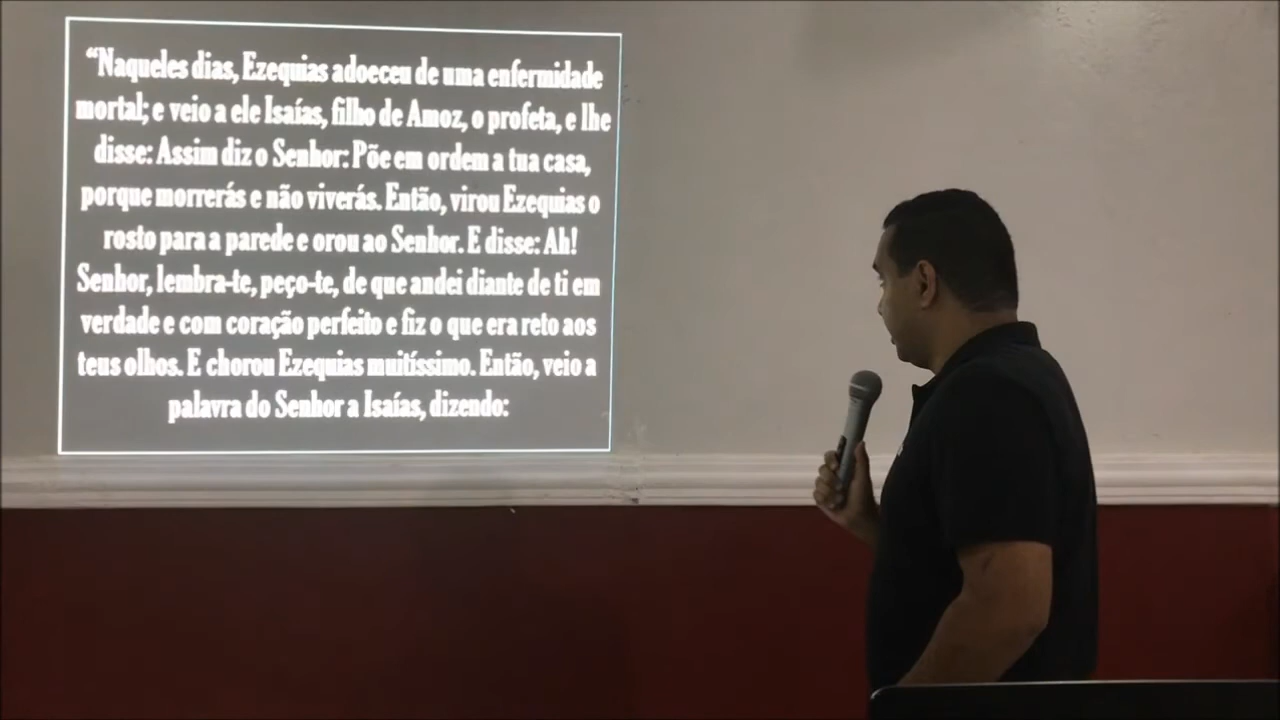 “Naqueles dias, Ezequias adoeceu de uma enfermidade
mortal; e veio a ele Isaías, filho de Amoz, o profeta, e lhe
disse: Assim diz o Senhor: Põe em ordem a tua casa,
porque morrerás e não viverás. Então, virou Ezequias o
rosto para a parede e orou ao Senhor. E disse: Ah!
Senhor, lembra-te, peço-te, de que andei diante de ti em
verdade e com coração perfeito e fiz o que era reto aos
teus olhos. E chorou Ezequias muitíssimo. Então, veio a
palavra do Senhor a Isaías, dizendo: